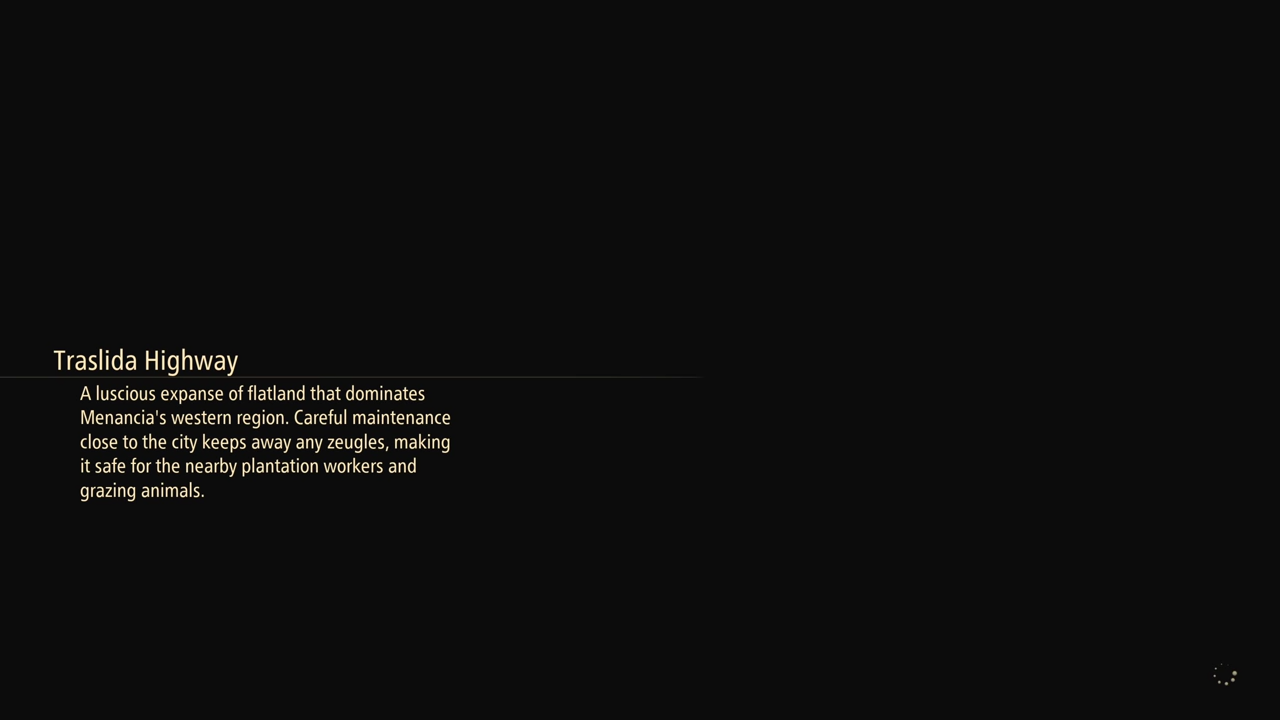 Traslida Highway
A luscious expanse of flatland that dominates
Menancia's western region. Careful maintenance
close to the city keeps away any zeugles, making
it safe for the nearby plantation workers and
grazing animals.